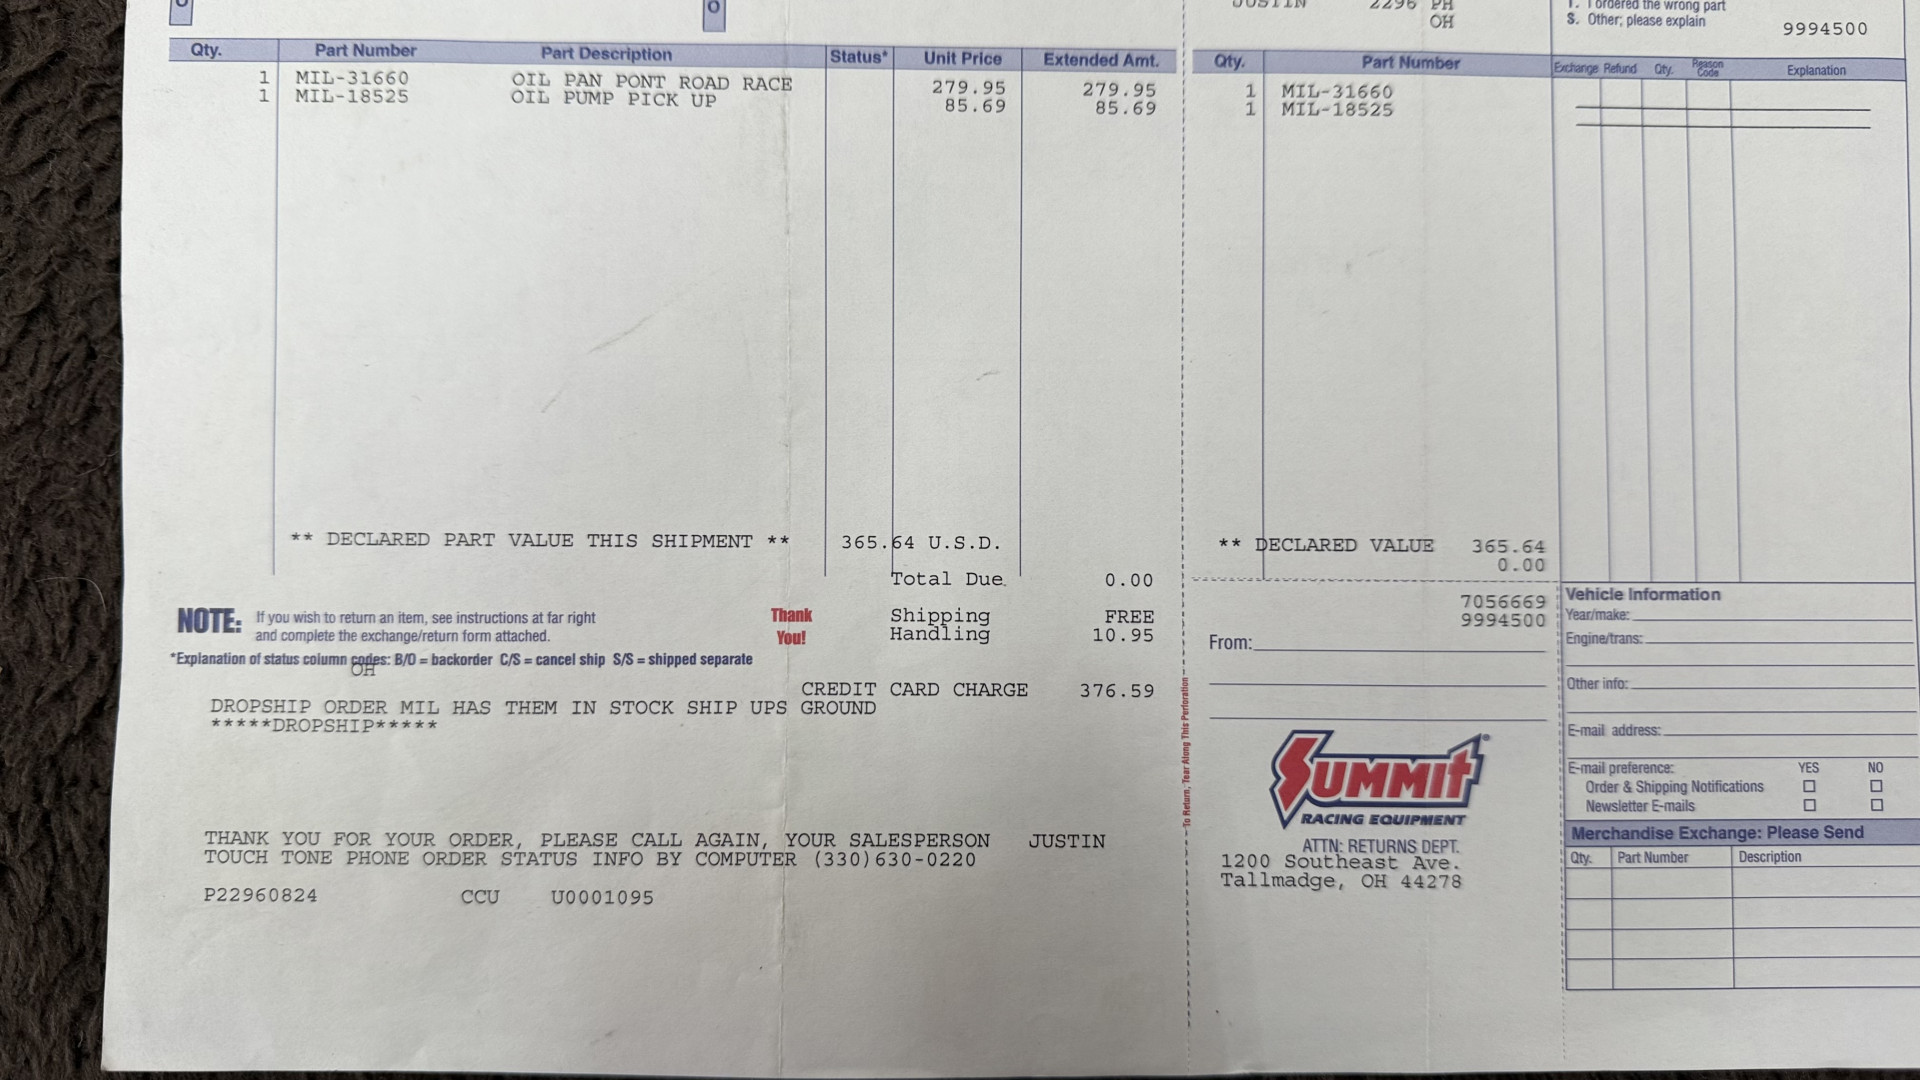 JUSTIN 2296 PH
OH
T. I ordered the wrong part
S. Other, please explain
9994500
Qty. Part Number Part Description Status* Unit Price Extended Amt.
1 MIL-31660 OIL PAN PONT ROAD RACE 279.95 279.95
1 MIL-18525 OIL PUMP PICK UP 85.69 85.69
** DECLARED PART VALUE THIS SHIPMENT ** 365.64 U.S.D.
Total Due 0.00
NOTE: If you wish to return an item, see instructions at far right
and complete the exchange/return form attached.
Thank
You!
Shipping FREE
Handling 10.95
*Explanation of status column codes: B/O = backorder C/S = cancel ship S/S = shipped separate
OH
CREDIT CARD CHARGE 376.59
DROPSHIP ORDER MIL HAS THEM IN STOCK SHIP UPS GROUND
*****DROPSHIP*****
THANK YOU FOR YOUR ORDER, PLEASE CALL AGAIN, YOUR SALESPERSON JUSTIN
TOUCH TONE PHONE ORDER STATUS INFO BY COMPUTER (330)630-0220
P22960824 CCU U0001095
To Return, Tear Along This Perforation
Qty. Part Number
1 MIL-31660
1 MIL-18525
** DECLARED VALUE 365.64
0.00
7056669
9994500
From:
SUMMIT
RACING EQUIPMENT
ATTN: RETURNS DEPT.
1200 Southeast Ave.
Tallmadge, OH 44278
Exchange Refund Qty. Reason Code Explanation
Vehicle Information
Year/make:
Engine/trans:
Other info:
E-mail address:
E-mail preference: YES NO
Order & Shipping Notifications
Newsletter E-mails
Merchandise Exchange: Please Send
Qty. Part Number Description